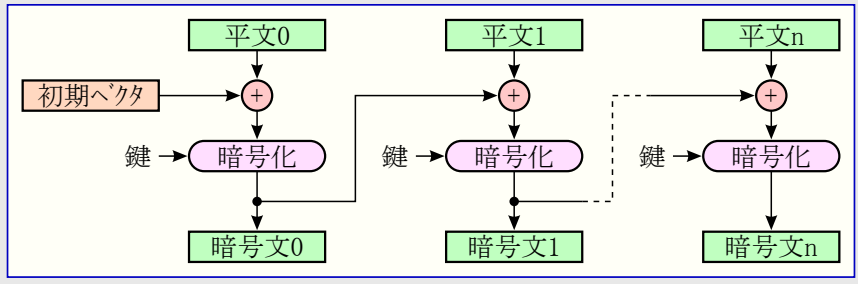 平文0 平文1 平文n
初期ベクタ + + +
鍵 暗号化 鍵 暗号化 鍵 暗号化
暗号文0 暗号文1 暗号文n